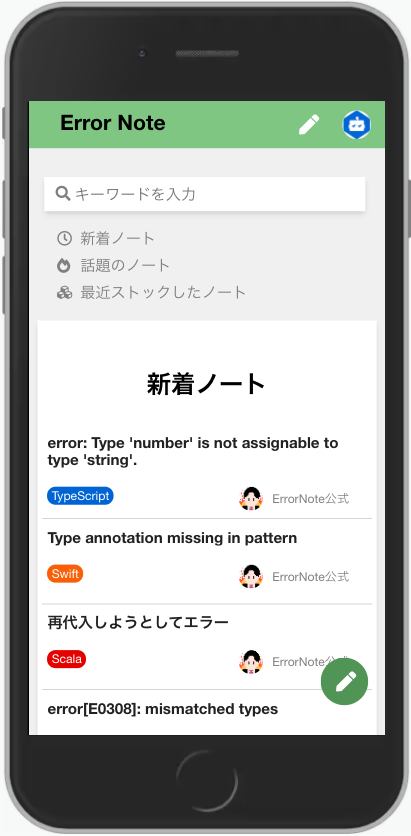 Error Note
キーワードを入力
新着ノート
話題のノート
最近ストックしたノート
新着ノート
error: Type 'number' is not assignable to
type 'string'.
TypeScript
ErrorNote公式
Type annotation missing in pattern
Swift
ErrorNote公式
再代入しようとしてエラー
Scala
ErrorNote公式
error[E0308]: mismatched types